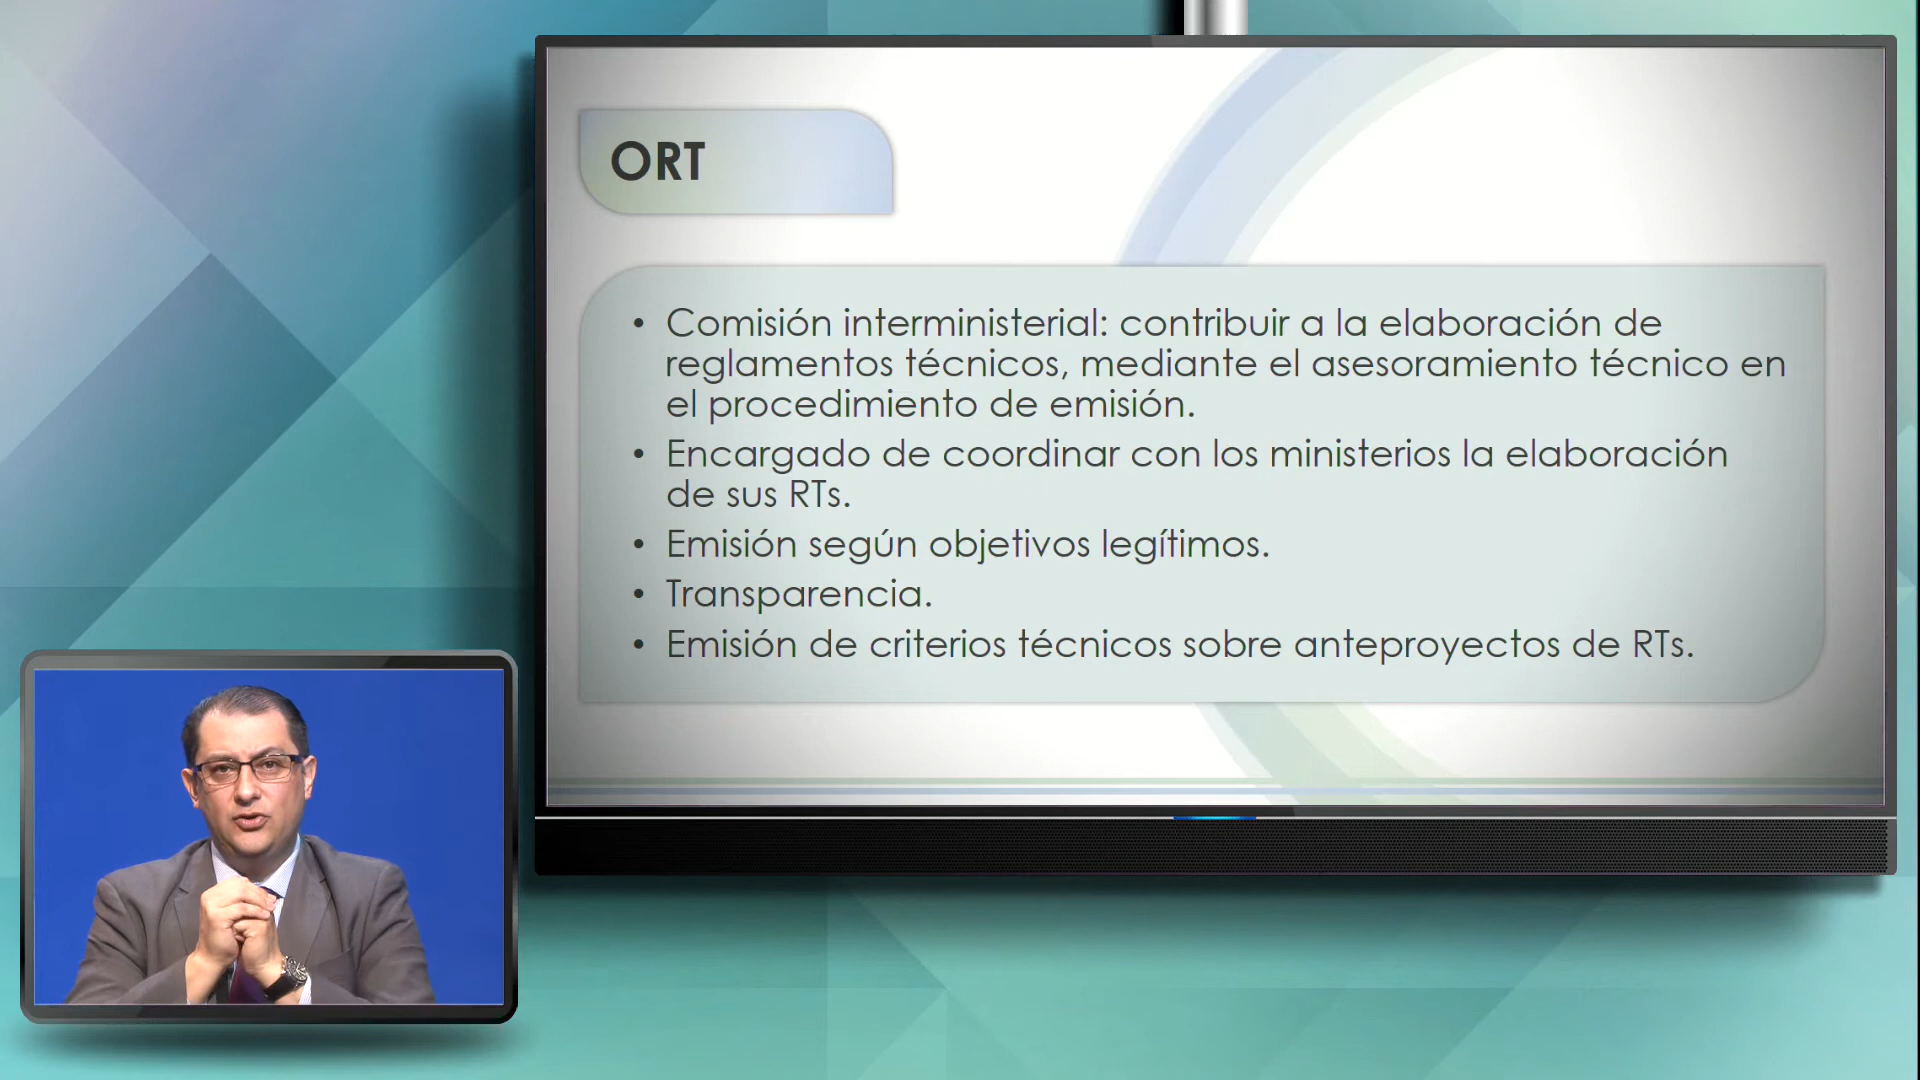 ORT
• Comisión interministerial: contribuir a la elaboración de
reglamentos técnicos, mediante el asesoramiento técnico en
el procedimiento de emisión.
• Encargado de coordinar con los ministerios la elaboración
de sus RTs.
• Emisión según objetivos legítimos.
• Transparencia.
• Emisión de criterios técnicos sobre anteproyectos de RTs.